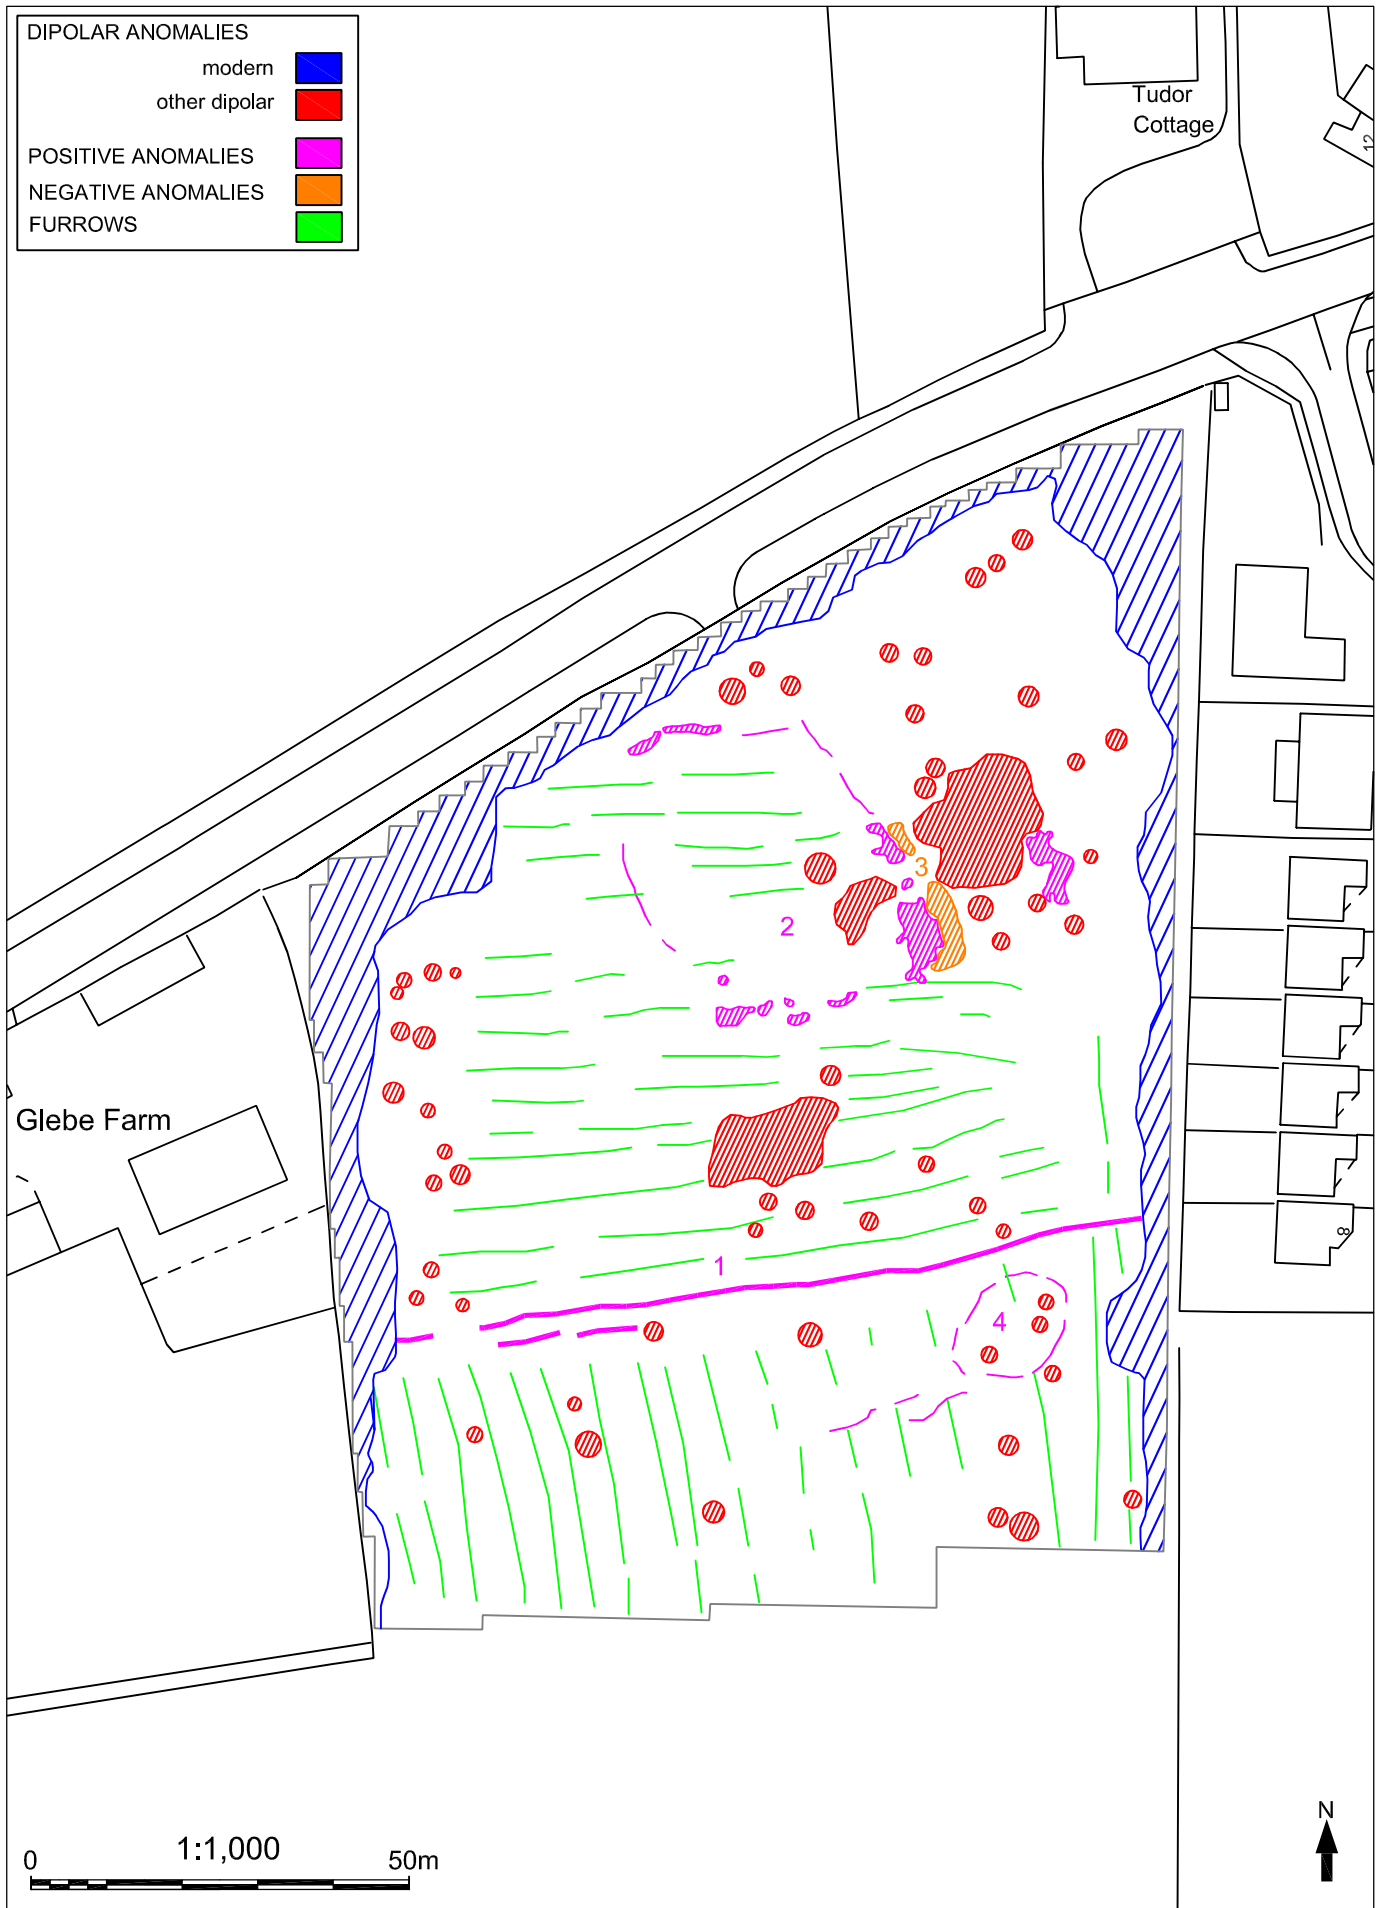 DIPOLAR ANOMALIES
modern
other dipolar
POSITIVE ANOMALIES
NEGATIVE ANOMALIES
FURROWS
Tudor
Cottage
12
3
2
Glebe Farm
8
1
4
N
1:1,000
0
50m